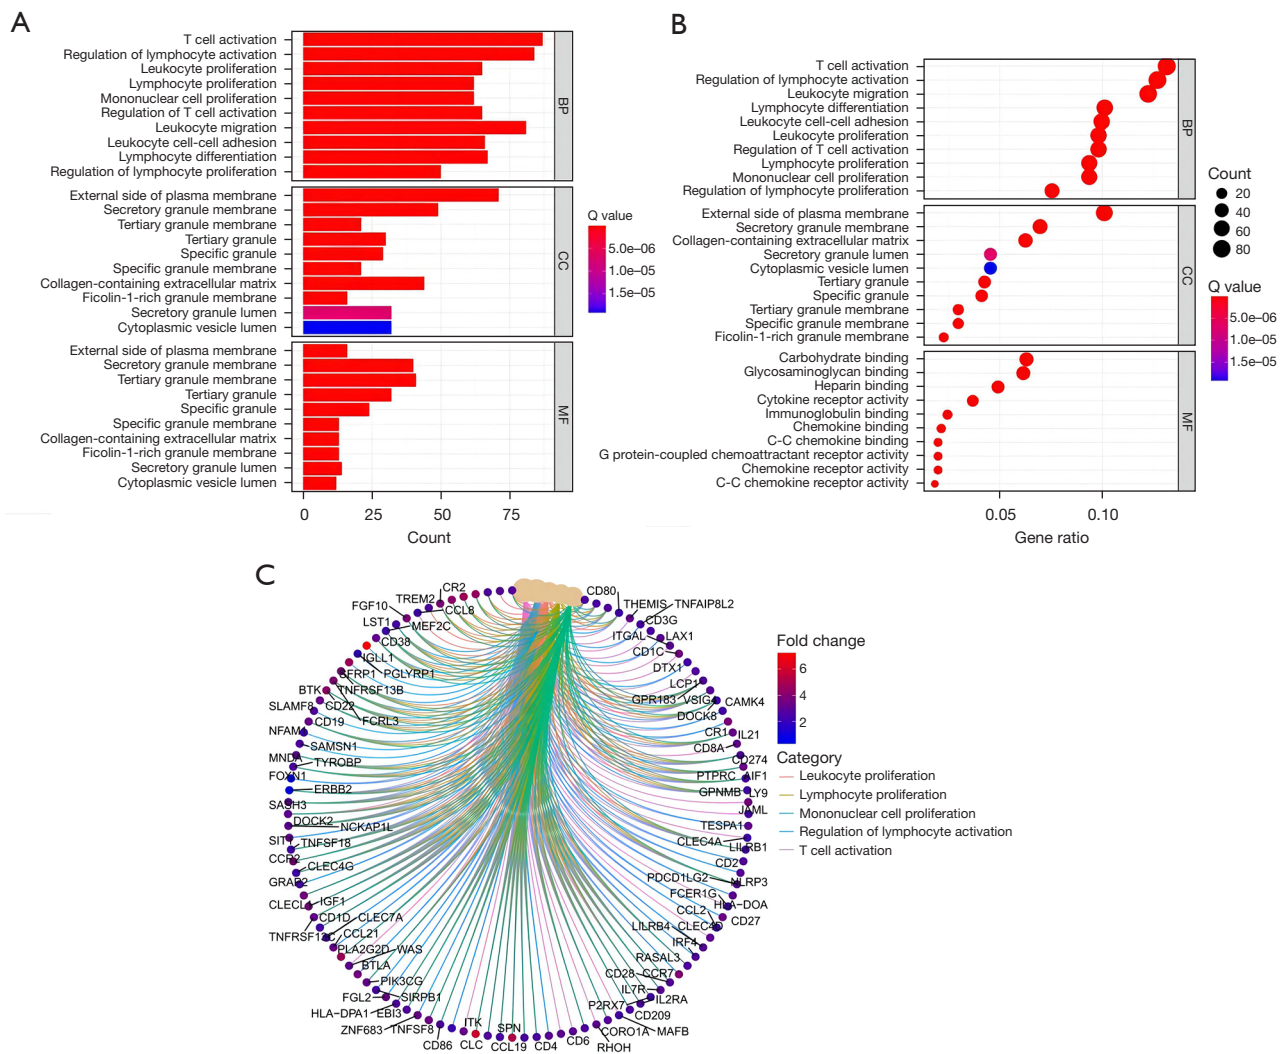 A
T cell activation
Regulation of lymphocyte activation
Leukocyte proliferation
Lymphocyte proliferation
Mononuclear cell proliferation
Regulation of T cell activation
Leukocyte migration
Leukocyte cell-cell adhesion
Lymphocyte differentiation
Regulation of lymphocyte proliferation
BP
External side of plasma membrane
Secretory granule membrane
Tertiary granule membrane
Tertiary granule
Specific granule
Specific granule membrane
Collagen-containing extracellular matrix
Ficolin-1-rich granule membrane
Secretory granule lumen
Cytoplasmic vesicle lumen
CC
External side of plasma membrane
Secretory granule membrane
Tertiary granule membrane
Tertiary granule
Specific granule
Specific granule membrane
Collagen-containing extracellular matrix
Ficolin-1-rich granule membrane
Secretory granule lumen
Cytoplasmic vesicle lumen
MF
0 25 50 75
Count
Q value
5.0e-06
1.0e-05
1.5e-05
B
T cell activation
Regulation of lymphocyte activation
Leukocyte migration
Lymphocyte differentiation
Leukocyte cell-cell adhesion
Leukocyte proliferation
Regulation of T cell activation
Lymphocyte proliferation
Mononuclear cell proliferation
Regulation of lymphocyte proliferation
BP
External side of plasma membrane
Secretory granule membrane
Collagen-containing extracellular matrix
Secretory granule lumen
Cytoplasmic vesicle lumen
Tertiary granule
Specific granule
Tertiary granule membrane
Specific granule membrane
Ficolin-1-rich granule membrane
CC
Carbohydrate binding
Glycosaminoglycan binding
Heparin binding
Cytokine receptor activity
Immunoglobulin binding
Chemokine binding
C-C chemokine binding
G protein-coupled chemoattractant receptor activity
Chemokine receptor activity
C-C chemokine receptor activity
MF
0.05 0.10
Gene ratio
Count
20
40
60
80
Q value
5.0e-06
1.0e-05
1.5e-05
C
CR2
TREM2
CCL8
FGF10
LST1
MEF2C
CD38
IGLL1
SFRP1 PGLYRP1
BTK TNFRSF13B
SLAMF8 CD22
CD19 FCRL3
NFAM1
SAMSN1
MNDA TYROBP
FOXN1
ERBB2
SASH3
DOCK2 NCKAP1L
SIT1 TNFSF18
CCR2
CLEC4G
GRAP2
CLECL1 IGF1
CD1D CLEC7A
TNFRSF13C CCL21
PLA2G2D WAS
BTLA
PIK3CG
FGL2 SIRPB1
HLA-DPA1 EBI3
ZNF683 TNFSF8
CD86
ITK
CLC
SPN
CCL19
CD4
CD6
RHOH
CORO1A MAFB
CD209
P2RX7 IL2RA
IL7R
CD28 CCR7
RASAL3
IRF4
LILRB4 CLEC4D
CCL2 CD27
FCER1G HLA-DOA
PDCD1LG2 NLRP3
CD2
CLEC4A LILRB1
TESPA1
JAML
GPNMB LY9
PTPRC AIF1
CD274
CD8A
CR1 IL21
DOCK8
GPR183 VSIG4 CAMK4
LCP1
DTX1
CD1C
ITGAL LAX1
CD3G
THEMIS TNFAIP8L2
CD80
Fold change
6
4
2
Category
Leukocyte proliferation
Lymphocyte proliferation
Mononuclear cell proliferation
Regulation of lymphocyte activation
T cell activation